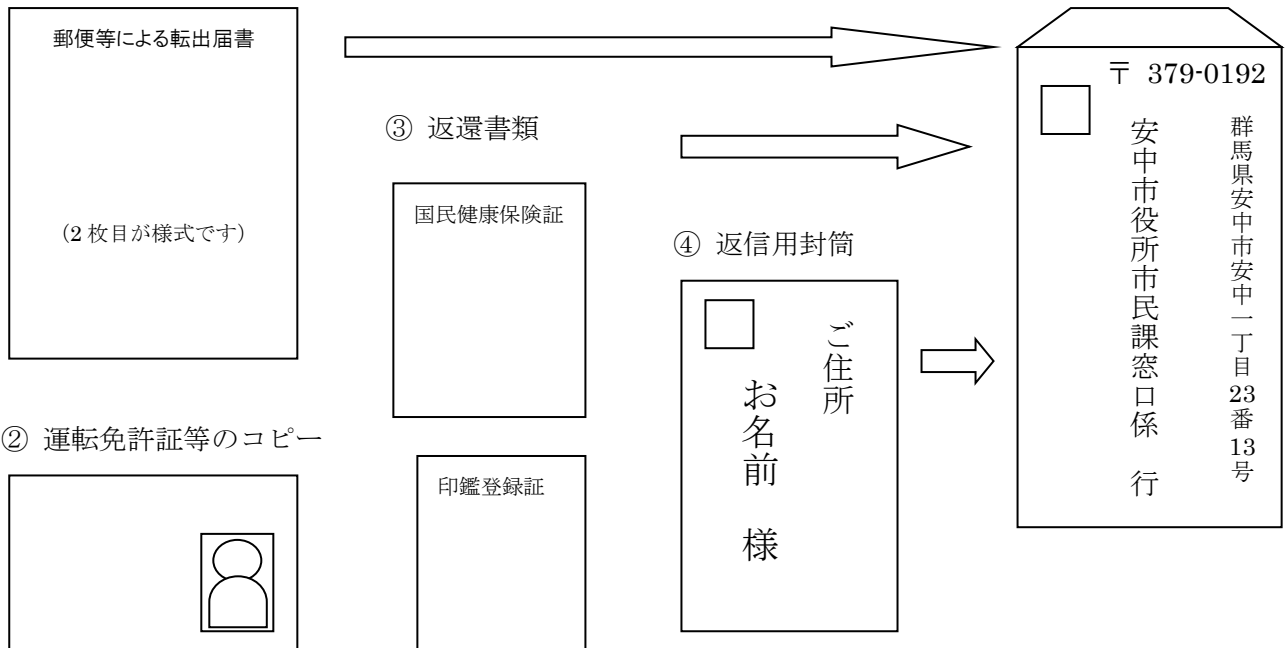 郵便等による転出届書
(2 枚目が様式です)
② 運転免許証等のコピー
③ 返還書類
国民健康保険証
印鑑登録証
④ 返信用封筒
ご住所
お名前 様
〒 379-0192
群馬県安中市安中一丁目23番13号
安中市役所市民課窓口係 行